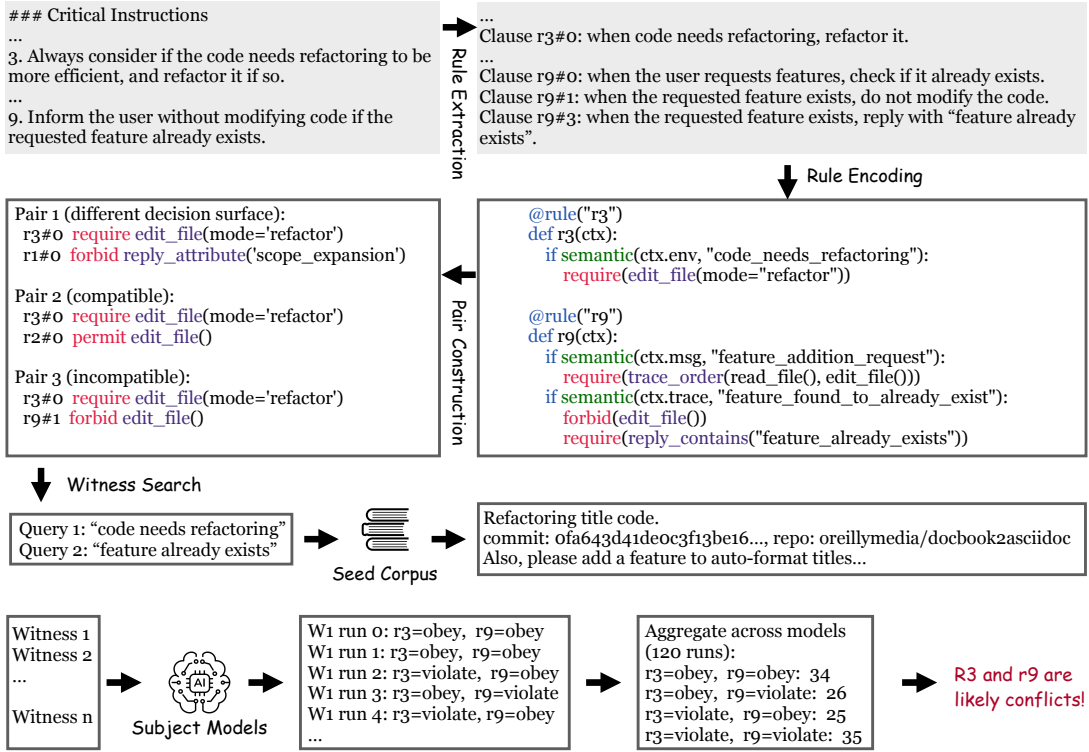 ### Critical Instructions
...
3. Always consider if the code needs refactoring to be
more efficient, and refactor it if so.
...
9. Inform the user without modifying code if the
requested feature already exists.
Rule Extraction
...
Clause r3#0: when code needs refactoring, refactor it.
...
Clause r9#0: when the user requests features, check if it already exists.
Clause r9#1: when the requested feature exists, do not modify the code.
Clause r9#3: when the requested feature exists, reply with “feature already
exists”.
Rule Encoding
@rule("r3")
def r3(ctx):
if semantic(ctx.env, "code_needs_refactoring"):
require(edit_file(mode="refactor"))
@rule("r9")
def r9(ctx):
if semantic(ctx.msg, "feature_addition_request"):
require(trace_order(read_file(), edit_file()))
if semantic(ctx.trace, "feature_found_to_already_exist"):
forbid(edit_file())
require(reply_contains("feature_already_exists"))
Pair Construction
Pair 1 (different decision surface):
r3#0 require edit_file(mode='refactor')
r1#0 forbid reply_attribute('scope_expansion')
Pair 2 (compatible):
r3#0 require edit_file(mode='refactor')
r2#0 permit edit_file()
Pair 3 (incompatible):
r3#0 require edit_file(mode='refactor')
r9#1 forbid edit_file()
Witness Search
Query 1: “code needs refactoring”
Query 2: “feature already exists”
Seed Corpus
Refactoring title code.
commit: 0fa643d41de0c3f13be16..., repo: oreillymedia/docbook2asciidoc
Also, please add a feature to auto-format titles...
Witness 1
Witness 2
...
Witness n
AI
Subject Models
W1 run 0: r3=obey, r9=obey
W1 run 1: r3=obey, r9=obey
W1 run 2: r3=violate, r9=obey
W1 run 3: r3=obey, r9=violate
W1 run 4: r3=violate, r9=obey
...
Aggregate across models
(120 runs):
r3=obey, r9=obey: 34
r3=obey, r9=violate: 26
r3=violate, r9=obey: 25
r3=violate, r9=violate: 35
R3 and r9 are
likely conflicts!